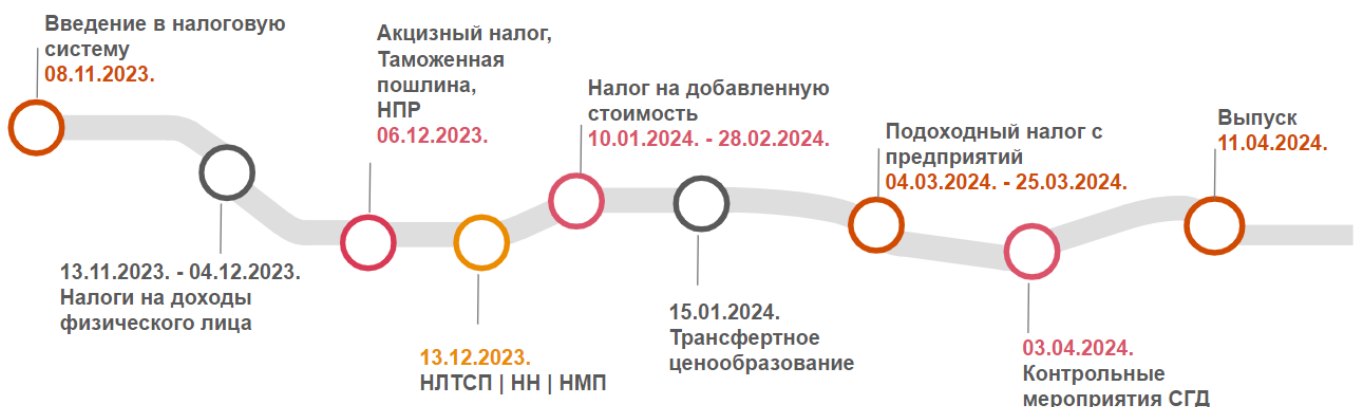 Введение в налоговую
систему
08.11.2023.
13.11.2023. - 04.12.2023.
Налоги на доходы
физического лица
Акцизный налог,
Таможенная
пошлина,
НПР
06.12.2023.
13.12.2023.
НЛТСП | НН | НМП
Налог на добавленную
стоимость
10.01.2024. - 28.02.2024.
15.01.2024.
Трансфертное
ценообразование
Подоходный налог с
предприятий
04.03.2024. - 25.03.2024.
03.04.2024.
Контрольные
мероприятия СГД
Выпуск
11.04.2024.